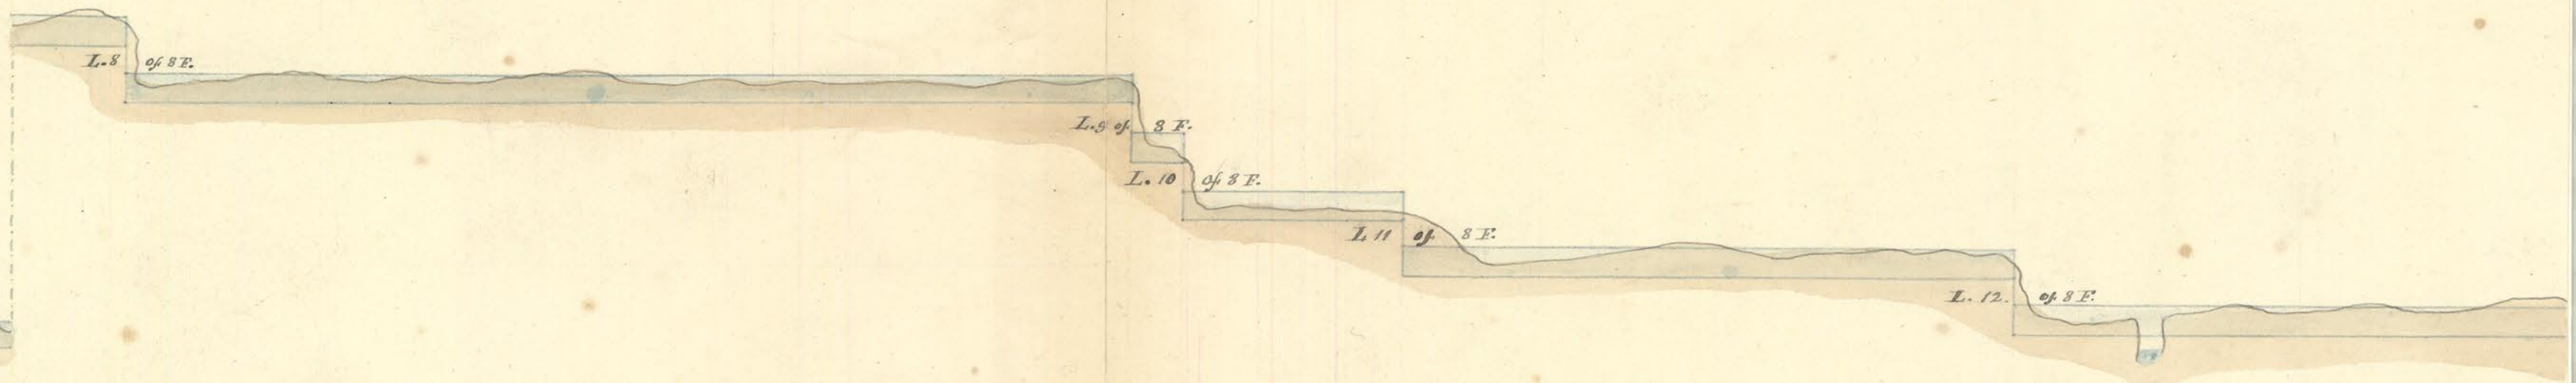 L. 8 of 8 F.
L. 9 of 8 F.
L. 10 of 8 F.
L 11 of 8 F.
L. 12. of 8 F.